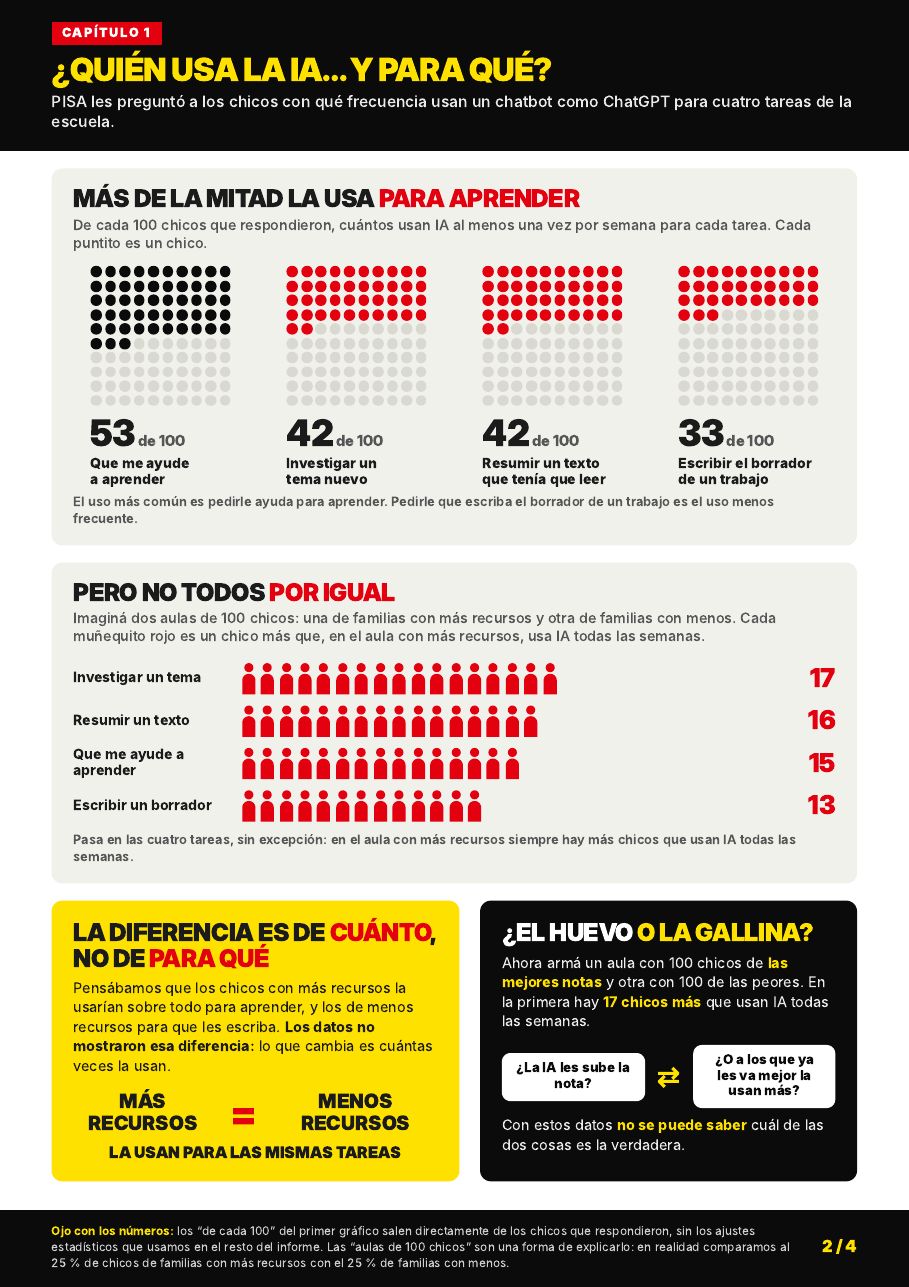 CAPÍTULO 1
¿QUIÉN USA LA IA... Y PARA QUÉ?
PISA les preguntó a los chicos con qué frecuencia usan un chatbot como ChatGPT para cuatro tareas de la
escuela.
MÁS DE LA MITAD LA USA PARA APRENDER
De cada 100 chicos que respondieron, cuántos usan IA al menos una vez por semana para cada tarea. Cada
puntito es un chico.
53 de 100
Que me ayude
a aprender
42 de 100
Investigar un
tema nuevo
42 de 100
Resumir un texto
que tenía que leer
33 de 100
Escribir el borrador
de un trabajo
El uso más común es pedirle ayuda para aprender. Pedirle que escriba el borrador de un trabajo es el uso menos
frecuente.
PERO NO TODOS POR IGUAL
Imaginá dos aulas de 100 chicos: una de familias con más recursos y otra de familias con menos. Cada
muñequito rojo es un chico más que, en el aula con más recursos, usa IA todas las semanas.
Investigar un tema 17
Resumir un texto 16
Que me ayude a
aprender 15
Escribir un borrador 13
Pasa en las cuatro tareas, sin excepción: en el aula con más recursos siempre hay más chicos que usan IA todas las
semanas.
LA DIFERENCIA ES DE CUÁNTO,
NO DE PARA QUÉ
Pensábamos que los chicos con más recursos la
usarían sobre todo para aprender, y los de menos
recursos para que les escriba. Los datos no
mostraron esa diferencia: lo que cambia es cuántas
veces la usan.
MÁS
RECURSOS
=
MENOS
RECURSOS
LA USAN PARA LAS MISMAS TAREAS
¿EL HUEVO O LA GALLINA?
Ahora armá un aula con 100 chicos de las
mejores notas y otra con 100 de las peores. En
la primera hay 17 chicos más que usan IA todas
las semanas.
¿La IA les sube la
nota?
⇄
¿O a los que ya
les va mejor la
usan más?
Con estos datos no se puede saber cuál de las
dos cosas es la verdadera.
Ojo con los números: los “de cada 100” del primer gráfico salen directamente de los chicos que respondieron, sin los ajustes
estadísticos que usamos en el resto del informe. Las “aulas de 100 chicos” son una forma de explicarlo: en realidad comparamos al
25 % de chicos de familias con más recursos con el 25 % de familias con menos.
2 / 4